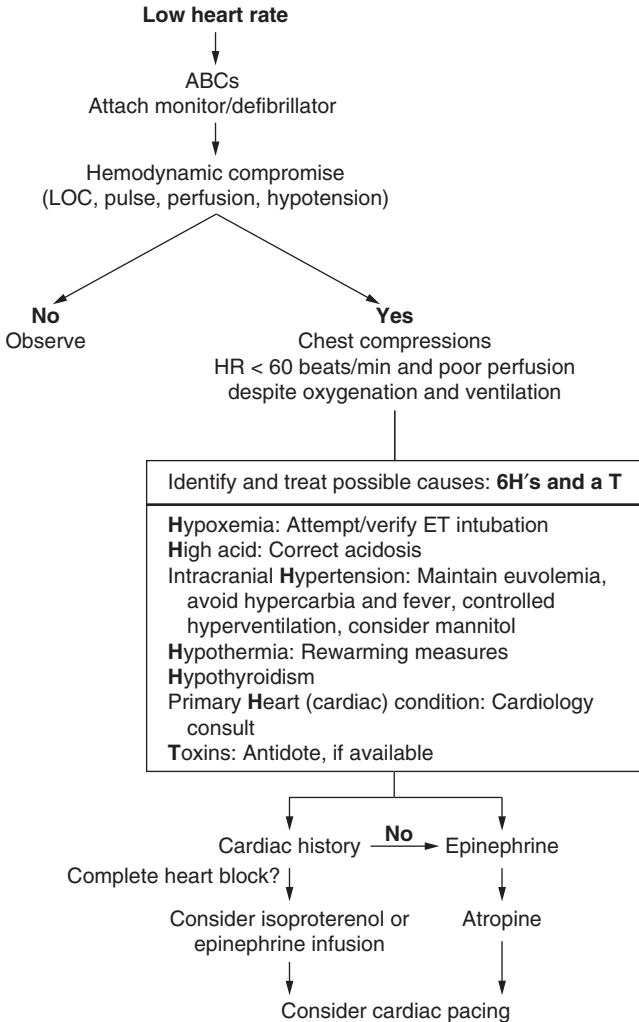 Low heart rate
ABCs
Attach monitor/defibrillator
Hemodynamic compromise
(LOC, pulse, perfusion, hypotension)
No
Observe
Yes
Chest compressions
HR < 60 beats/min and poor perfusion
despite oxygenation and ventilation
Identify and treat possible causes: 6H's and a T
Hypoxemia: Attempt/verify ET intubation
High acid: Correct acidosis
Intracranial Hypertension: Maintain euvolemia,
avoid hypercarbia and fever, controlled
hyperventilation, consider mannitol
Hypothermia: Rewarming measures
Hypothyroidism
Primary Heart (cardiac) condition: Cardiology
consult
Toxins: Antidote, if available
Cardiac history
No
Epinephrine
Complete heart block?
Consider isoproterenol or
epinephrine infusion
Atropine
Consider cardiac pacing